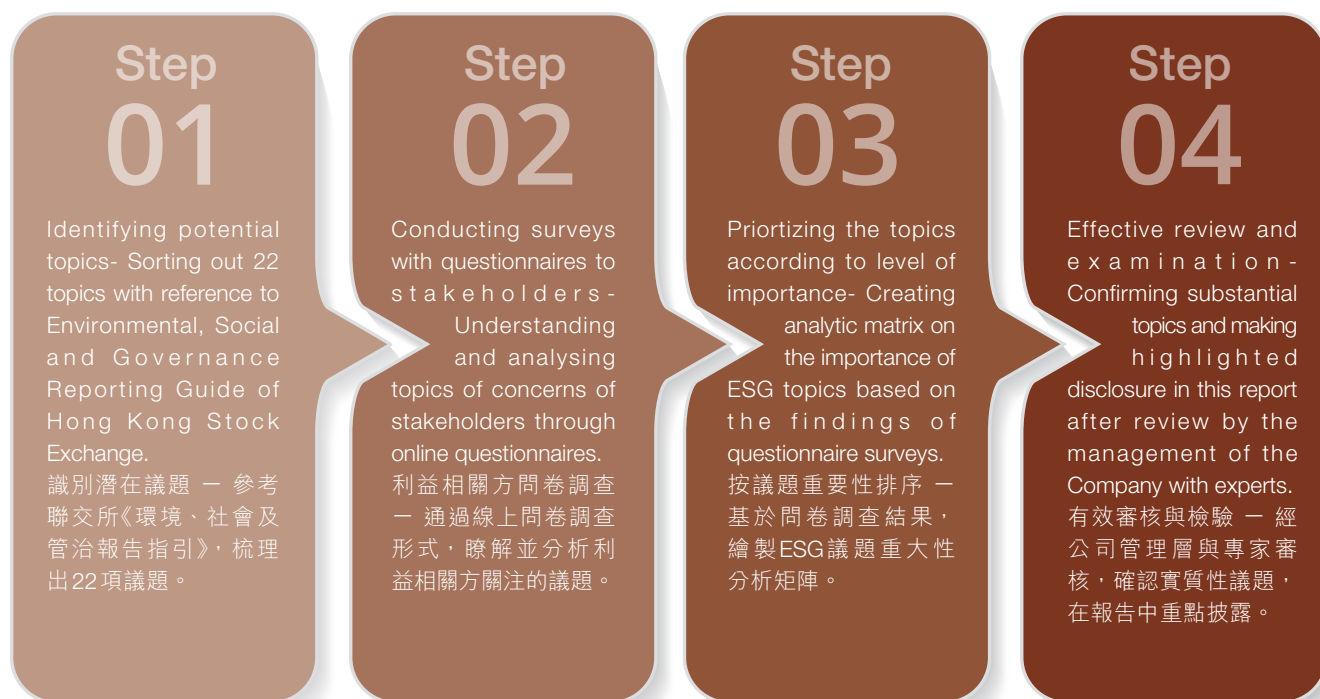 Step
01
Identifying potential
topics- Sorting out 22
topics with reference to
Environmental, Social
and Governance
Reporting Guide of
Hong Kong Stock
Exchange.
識別潛在議題 — 參考
聯交所《環境、社會及
管治報告指引》，梳理
出22項議題。
Step
02
Conducting surveys
with questionnaires to
stakeholders-
Understanding
and analysing
topics of concerns of
stakeholders through
online questionnaires.
利益相關方問卷調查
— 通過線上問卷調查
形式，瞭解並分析利
益相關方關注的議題。
Step
03
Priortizing the topics
according to level of
importance- Creating
analytic matrix on
the importance of
ESG topics based on
the findings of
questionnaire surveys.
按議題重要性排序 —
基於問卷調查結果，
繪製ESG議題重大性
分析矩陣。
Step
04
Effective review and
examination-
Confirming substantial
topics and making
highlighted
disclosure in this report
after review by the
management of the
Company with experts.
有效審核與檢驗 — 經
公司管理層與專家審
核，確認實質性議題，
在報告中重點披露。